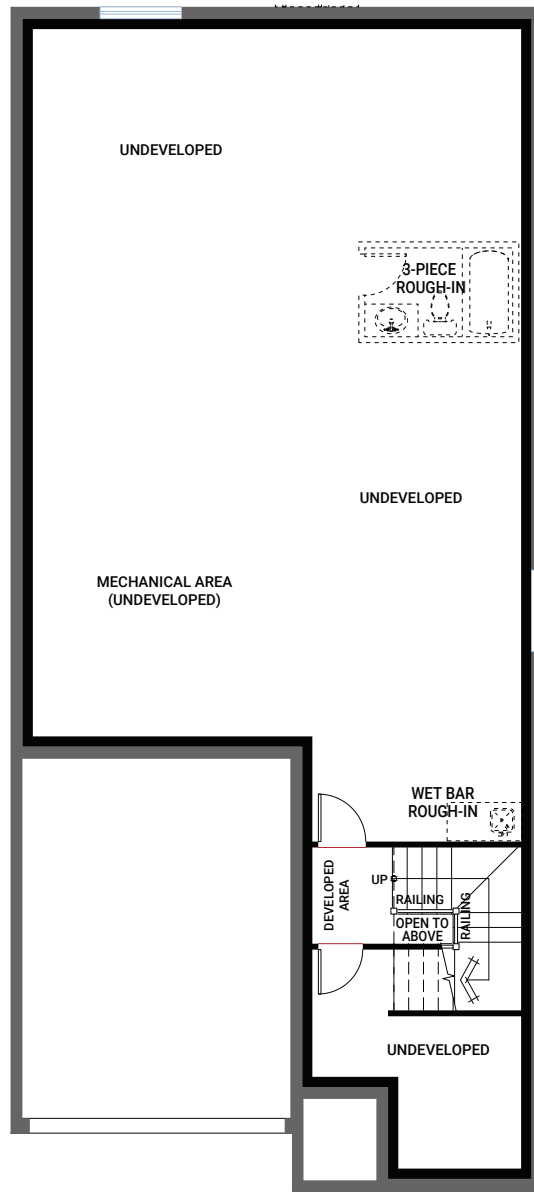 UNDEVELOPED
3-PIECE
ROUGH-IN
UNDEVELOPED
MECHANICAL AREA
(UNDEVELOPED)
WET BAR
ROUGH-IN
DEVELOPED
AREA
UP
RAILING
RAILING
OPEN TO
ABOVE
UNDEVELOPED